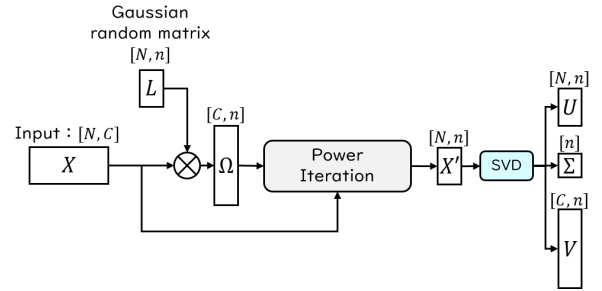 Gaussian
random matrix
[N, n]
L
[C, n]
Input : [N, C]
X
Ω
Power
Iteration
[N, n]
X′
SVD
[N, n]
U
[n]
Σ
[C, n]
V